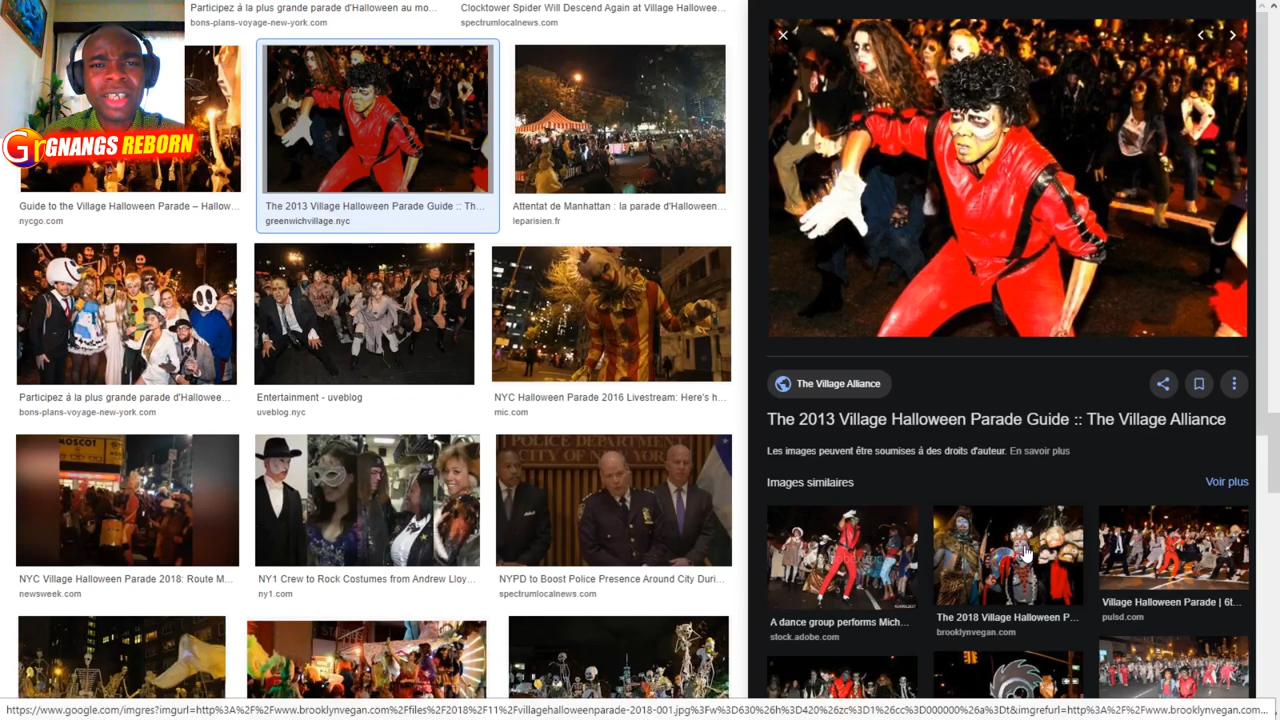 Participez á la plus grande parade d'Halloween au mo...
bons-plans-voyage-new-york.com
Clocktower Spider Will Descend Again at Village Hallowee...
spectrumlocalnews.com
Gr GNANGS REBORN
Guide to the Village Halloween Parade – Hallow...
nycgo.com
The 2013 Village Halloween Parade Guide :: Th...
greenwichvillage.nyc
Attentat de Manhattan : la parade d'Halloween...
leparisien.fr
Participez á la plus grande parade d'Hallowee...
bons-plans-voyage-new-york.com
Entertainment - uveblog
uveblog.nyc
NYC Halloween Parade 2016 Livestream: Here's h...
mic.com
MOSCOT
POLICE DEPARTMENT
CITY OF NEW YORK
NYC Village Halloween Parade 2018: Route M...
newsweek.com
NY1 Crew to Rock Costumes from Andrew Lloy...
ny1.com
NYPD to Boost Police Presence Around City Duri...
spectrumlocalnews.com
The Village Alliance
The 2013 Village Halloween Parade Guide :: The Village Alliance
Les images peuvent être soumises à des droits d'auteur. En savoir plus
Images similaires
Voir plus
A dance group performs Mich...
stock.adobe.com
The 2018 Village Halloween P...
brooklynvegan.com
Village Halloween Parade | 6t...
pulsd.com
https://www.google.com/imgres?imgurl=http%3A%2F%2Fwww.brooklynvegan.com%2Ffiles%2F2018%2F11%2Fvillagehalloweenparade-2018-001.jpg%3Fw%3D630%26h%3D420%26zc%3D1%26cc%3D000000%26a%3Dt&imgrefurl=http%3A%2F%2Fwww.brooklynvegan.com...